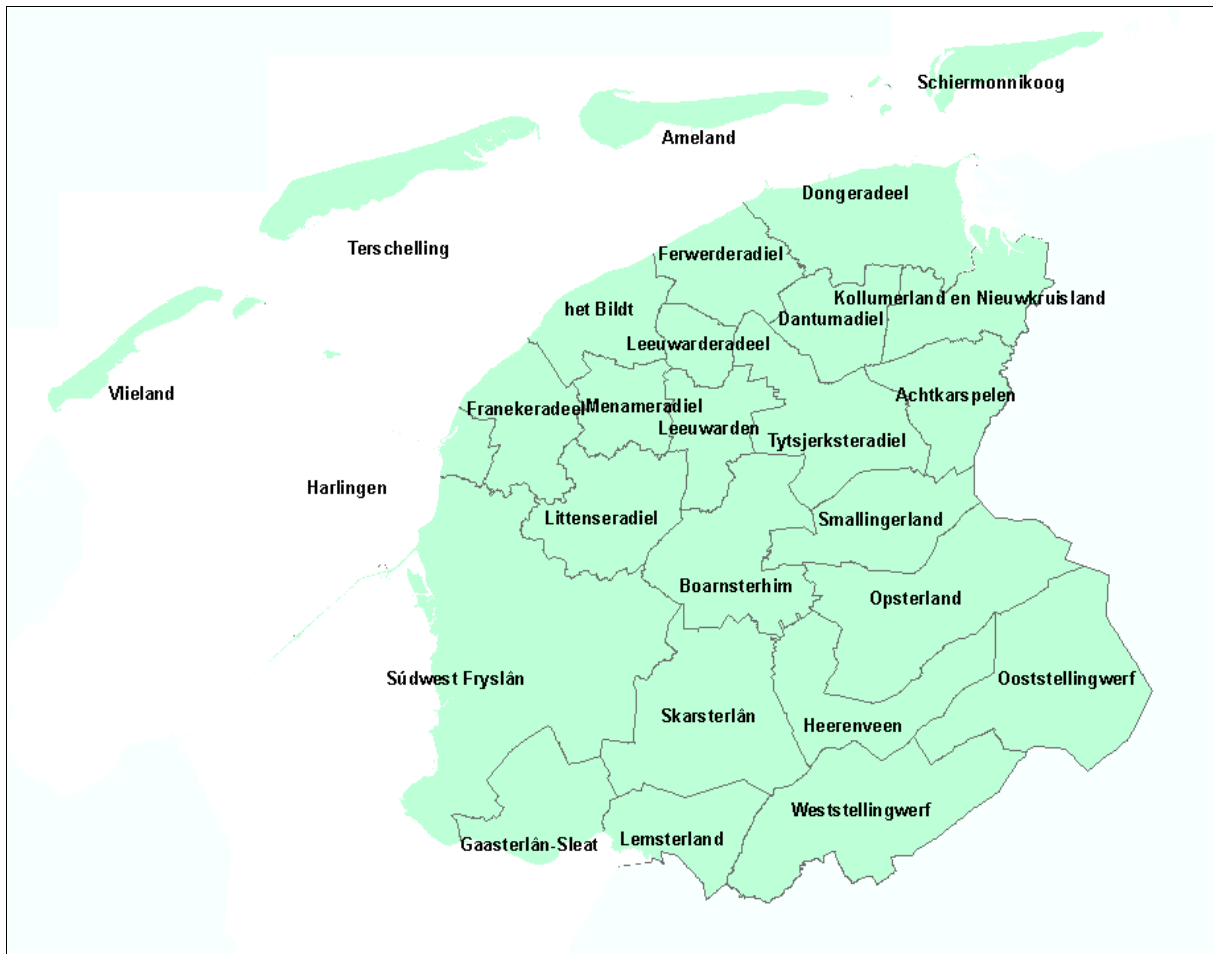 Schiermonnikoog
Ameland
Dongeradeel
Terschelling
Ferwerderadiel
Kollumerland en Nieuwkruisland
het Bildt
Dantumadiel
Leeuwarderadeel
Vlieland
Achtkarspelen
Franekeradeel
Menameradiel
Leeuwarden
Tytsjerksteradiel
Harlingen
Littenseradiel
Smallingerland
Boarnsterhim
Opsterland
Súdwest Fryslân
Ooststellingwerf
Skarsterlân
Heerenveen
Weststellingwerf
Gaasterlân-Sleat
Lemsterland